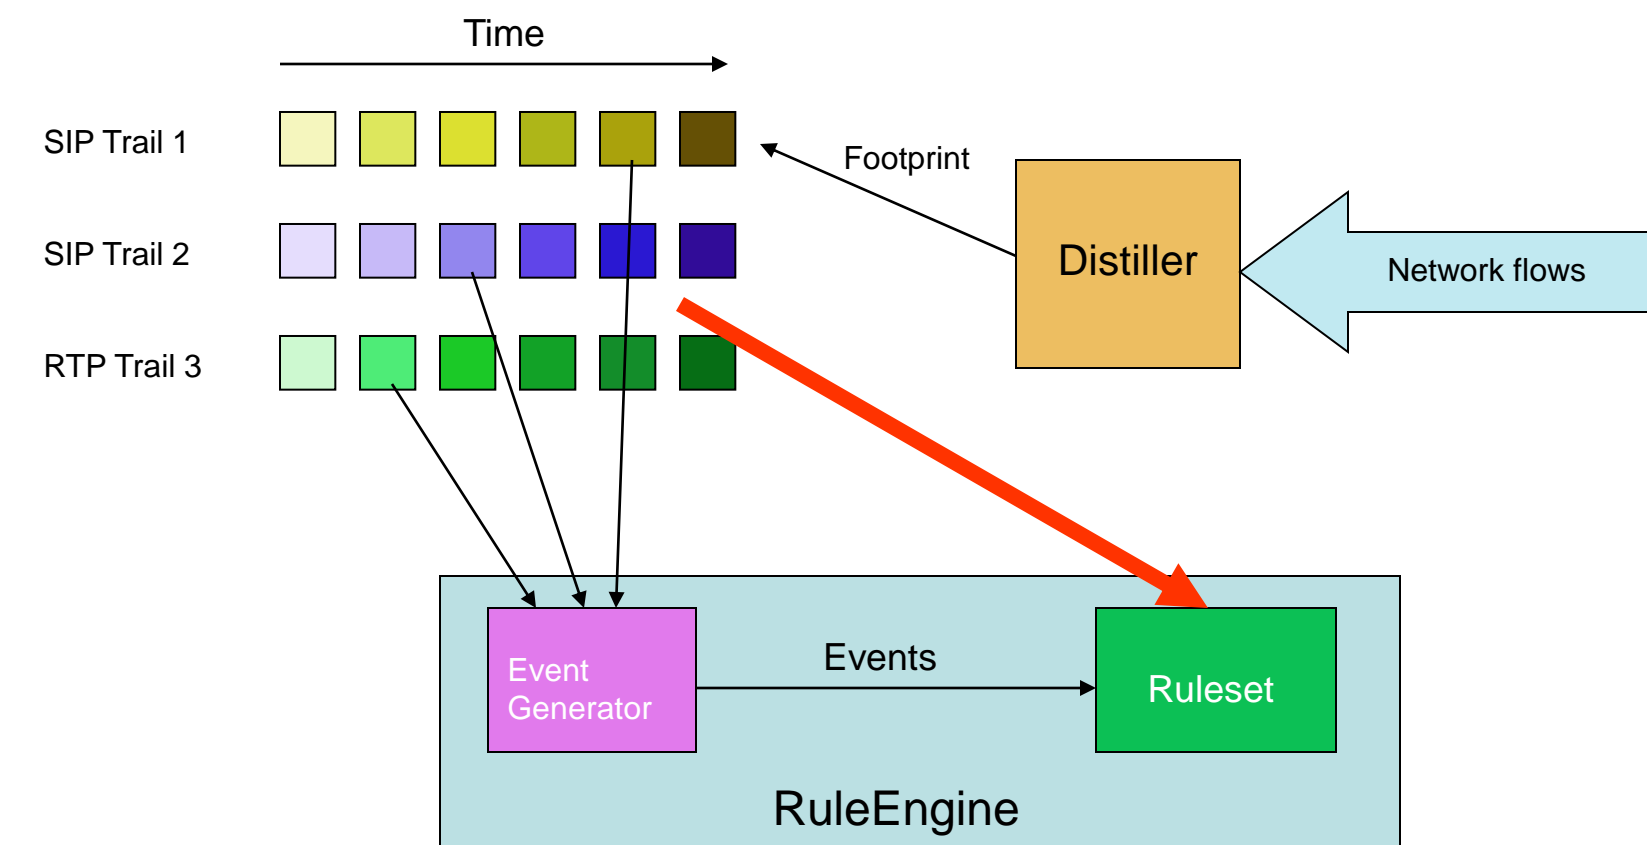 Time
SIP Trail 1
Footprint
SIP Trail 2
Distiller
Network flows
RTP Trail 3
Event
Generator
Events
Ruleset
RuleEngine